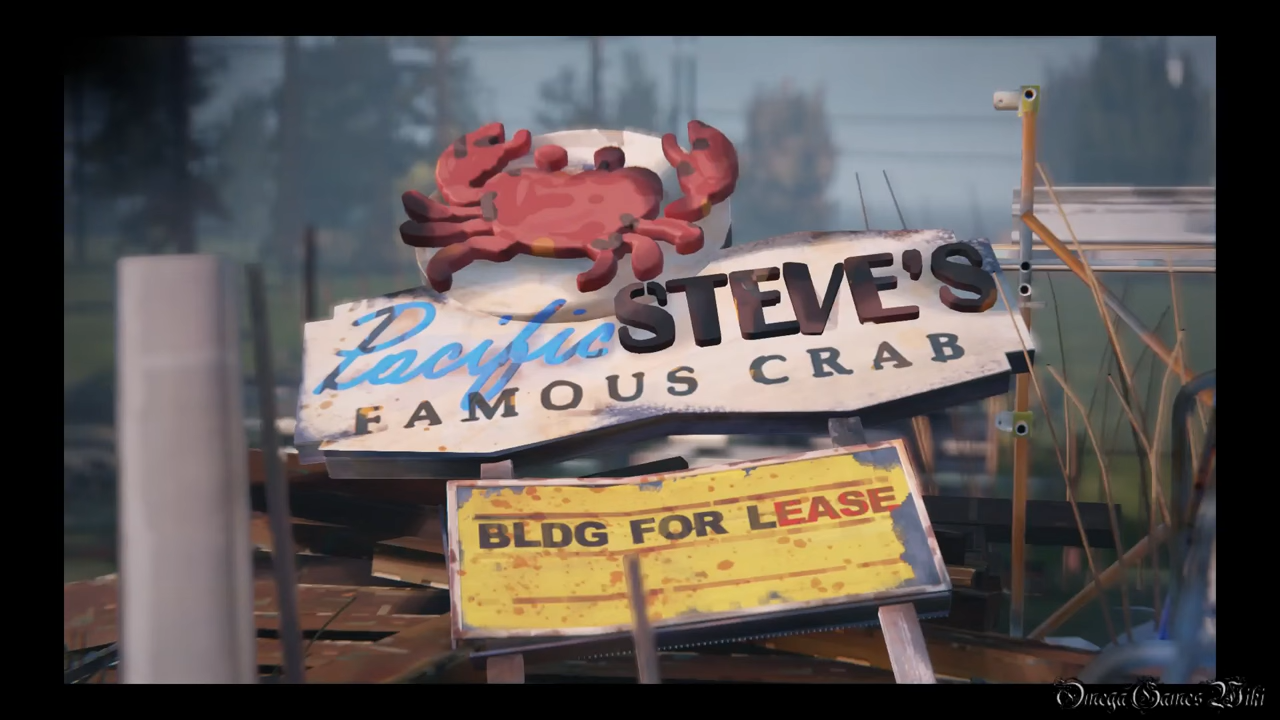 Pacific STEVE'S
FAMOUS CRAB
BLDG FOR LEASE
Omega Games Wiki